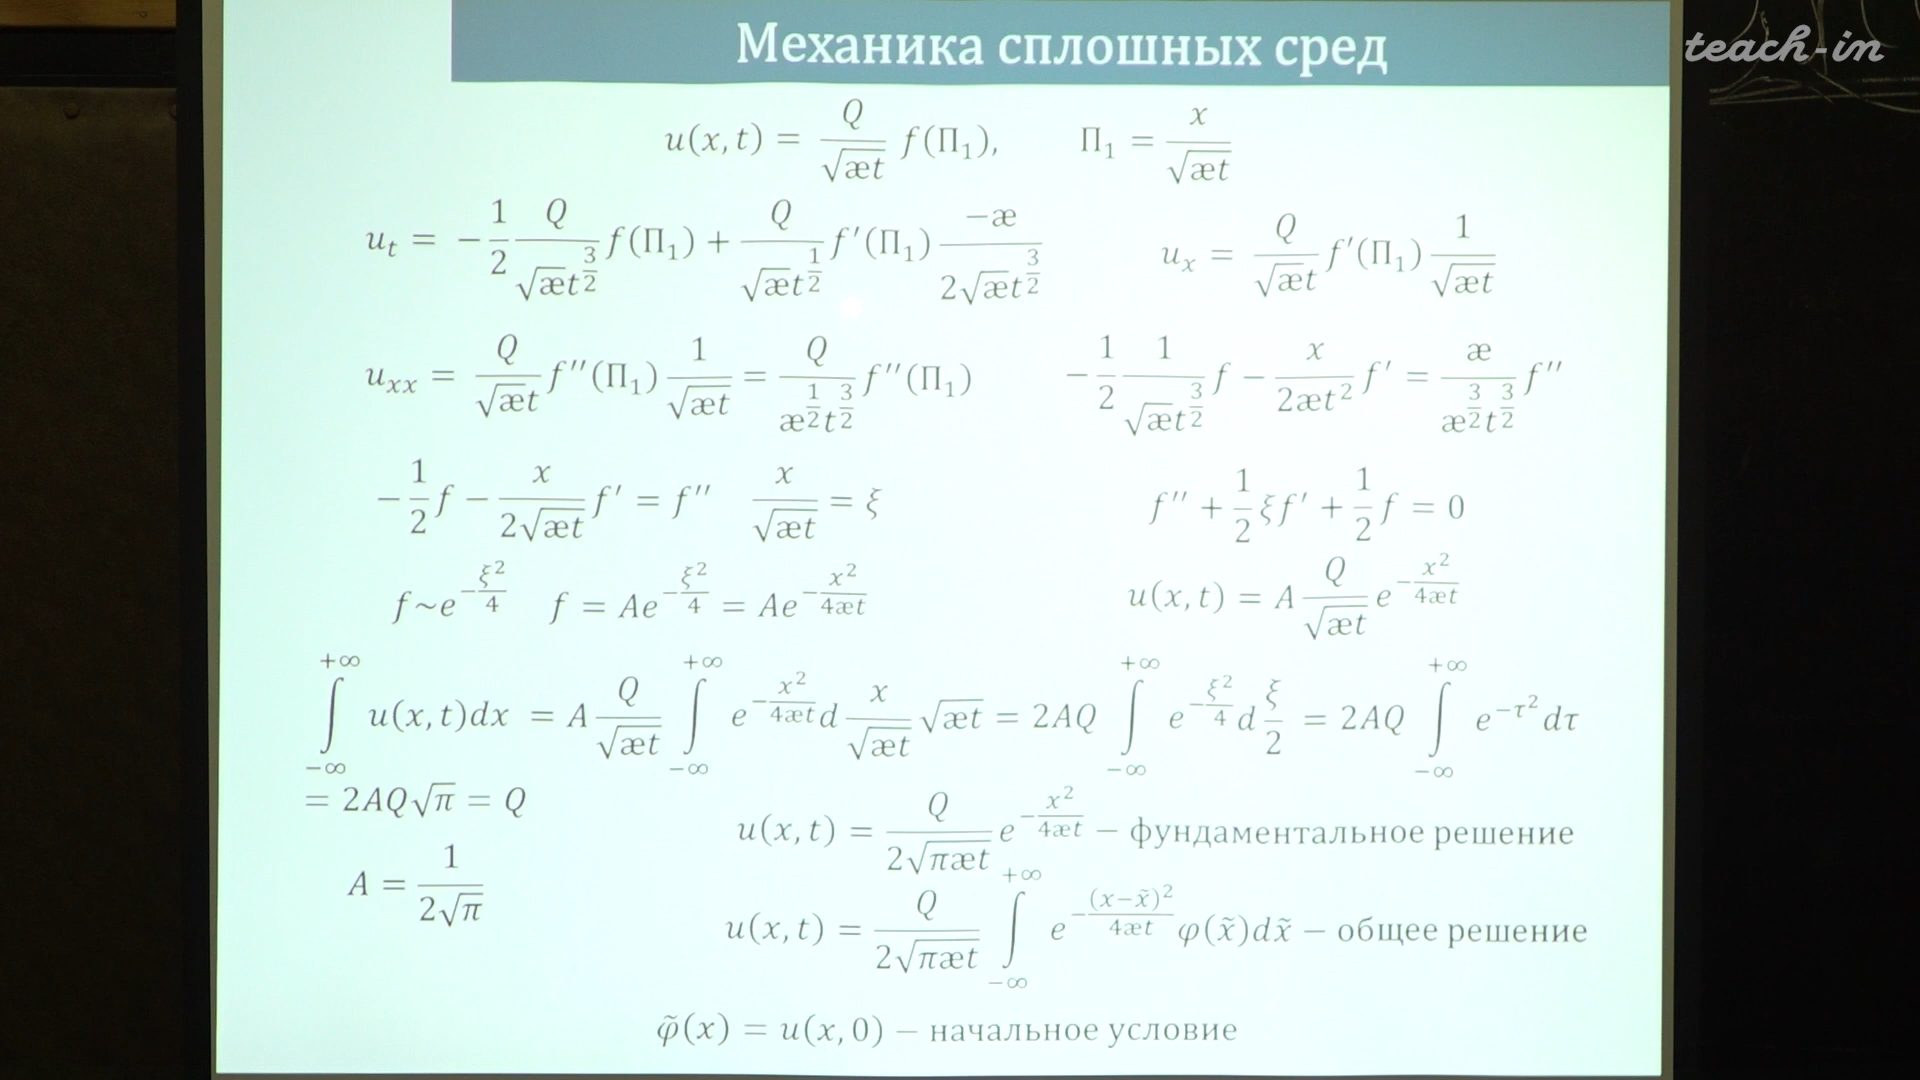 Механика сплошных сред
teach-in
u(x, t) = Q/√(æt) f(Π₁), Π₁ = x/√(æt)
u_t = −1/2 Q/(√æ t^(3/2)) f(Π₁) + Q/(√æ t^(1/2)) f′(Π₁) −æ/(2√æ t^(3/2)) u_x = Q/√(æt) f′(Π₁) 1/√(æt)
u_xx = Q/√(æt) f″(Π₁) 1/√(æt) = Q/(æ^(1/2) t^(3/2)) f″(Π₁) −1/2 1/(√æ t^(3/2)) f − x/(2æt²) f′ = æ/(æ^(3/2) t^(3/2)) f″
−1/2 f − x/(2√(æt)) f′ = f″ x/√(æt) = ξ f″ + 1/2 ξf′ + 1/2 f = 0
f~e^(−ξ²/4) f = Ae^(−ξ²/4) = Ae^(−x²/(4æt)) u(x, t) = A Q/√(æt) e^(−x²/(4æt))
∫_(−∞)^(+∞) u(x, t)dx = A Q/√(æt) ∫_(−∞)^(+∞) e^(−x²/(4æt)) d x/√(æt) √(æt) = 2AQ ∫_(−∞)^(+∞) e^(−ξ²/4) d ξ/2 = 2AQ ∫_(−∞)^(+∞) e^(−τ²) dτ
= 2AQ√π = Q
u(x, t) = Q/(2√(πæt)) e^(−x²/(4æt)) − фундаментальное решение
A = 1/(2√π)
u(x, t) = Q/(2√(πæt)) ∫_(−∞)^(+∞) e^(−(x−x̃)²/(4æt)) φ(x̃)dx̃ − общее решение
φ̃(x) = u(x, 0) − начальное условие